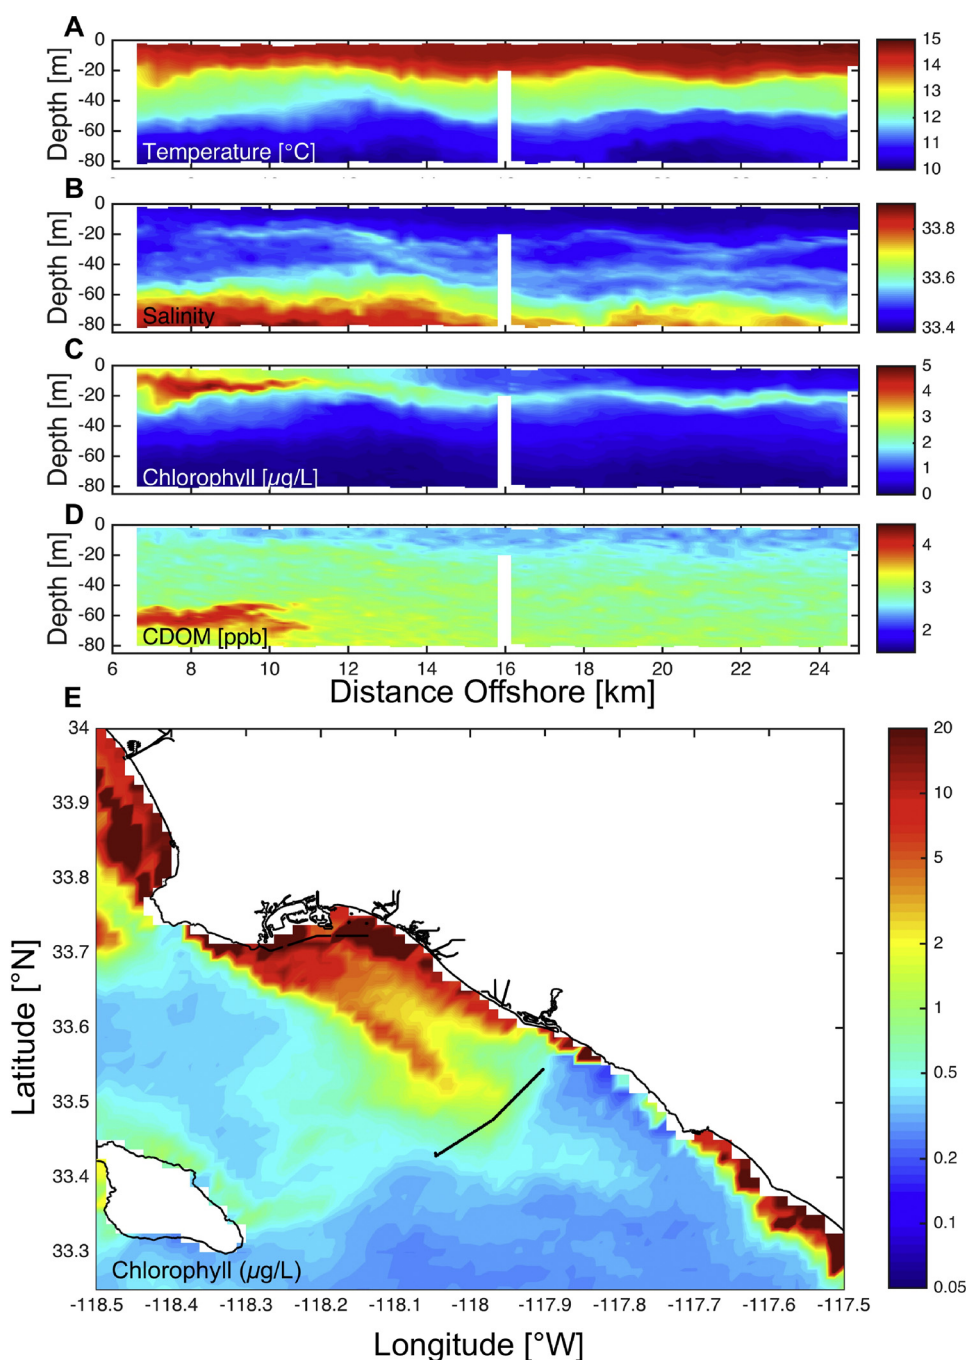 A
0
-20
-40
-60
-80
Depth [m]
Temperature [°C]
15
14
13
12
11
10
B
0
-20
-40
-60
-80
Depth [m]
Salinity
33.8
33.6
33.4
C
0
-20
-40
-60
-80
Depth [m]
Chlorophyll [µg/L]
5
4
3
2
1
0
D
0
-20
-40
-60
-80
Depth [m]
CDOM [ppb]
4
3
2
6 8 10 12 14 16 18 20 22 24
Distance Offshore [km]
E
34
33.9
33.8
33.7
33.6
33.5
33.4
33.3
Latitude [°N]
Chlorophyll (µg/L)
20
10
5
2
1
0.5
0.2
0.1
0.05
-118.5 -118.4 -118.3 -118.2 -118.1 -118 -117.9 -117.8 -117.7 -117.6 -117.5
Longitude [°W]